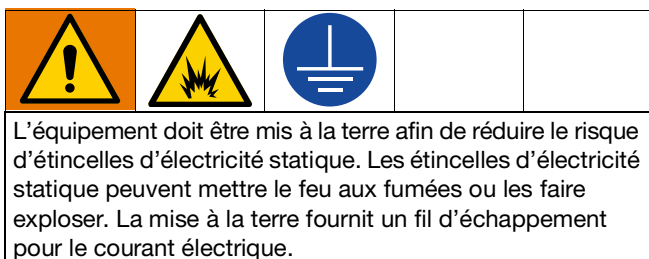 L’équipement doit être mis à la terre afin de réduire le risque
d’étincelles d’électricité statique. Les étincelles d’électricité
statique peuvent mettre le feu aux fumées ou les faire
exploser. La mise à la terre fournit un fil d’échappement
pour le courant électrique.